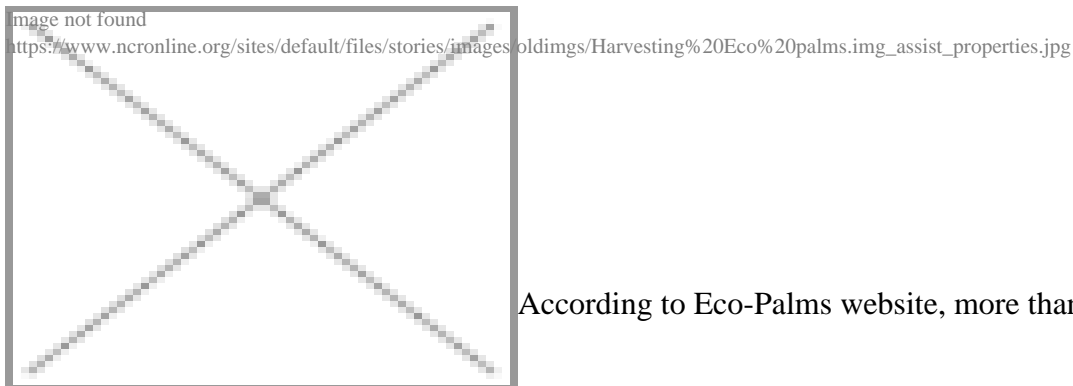 Image not found
https://www.ncronline.org/sites/default/files/stories/images/oldimgs/Harvesting%20Eco%20palms.img_assist_properties.jpg
According to Eco-Palms website, more than